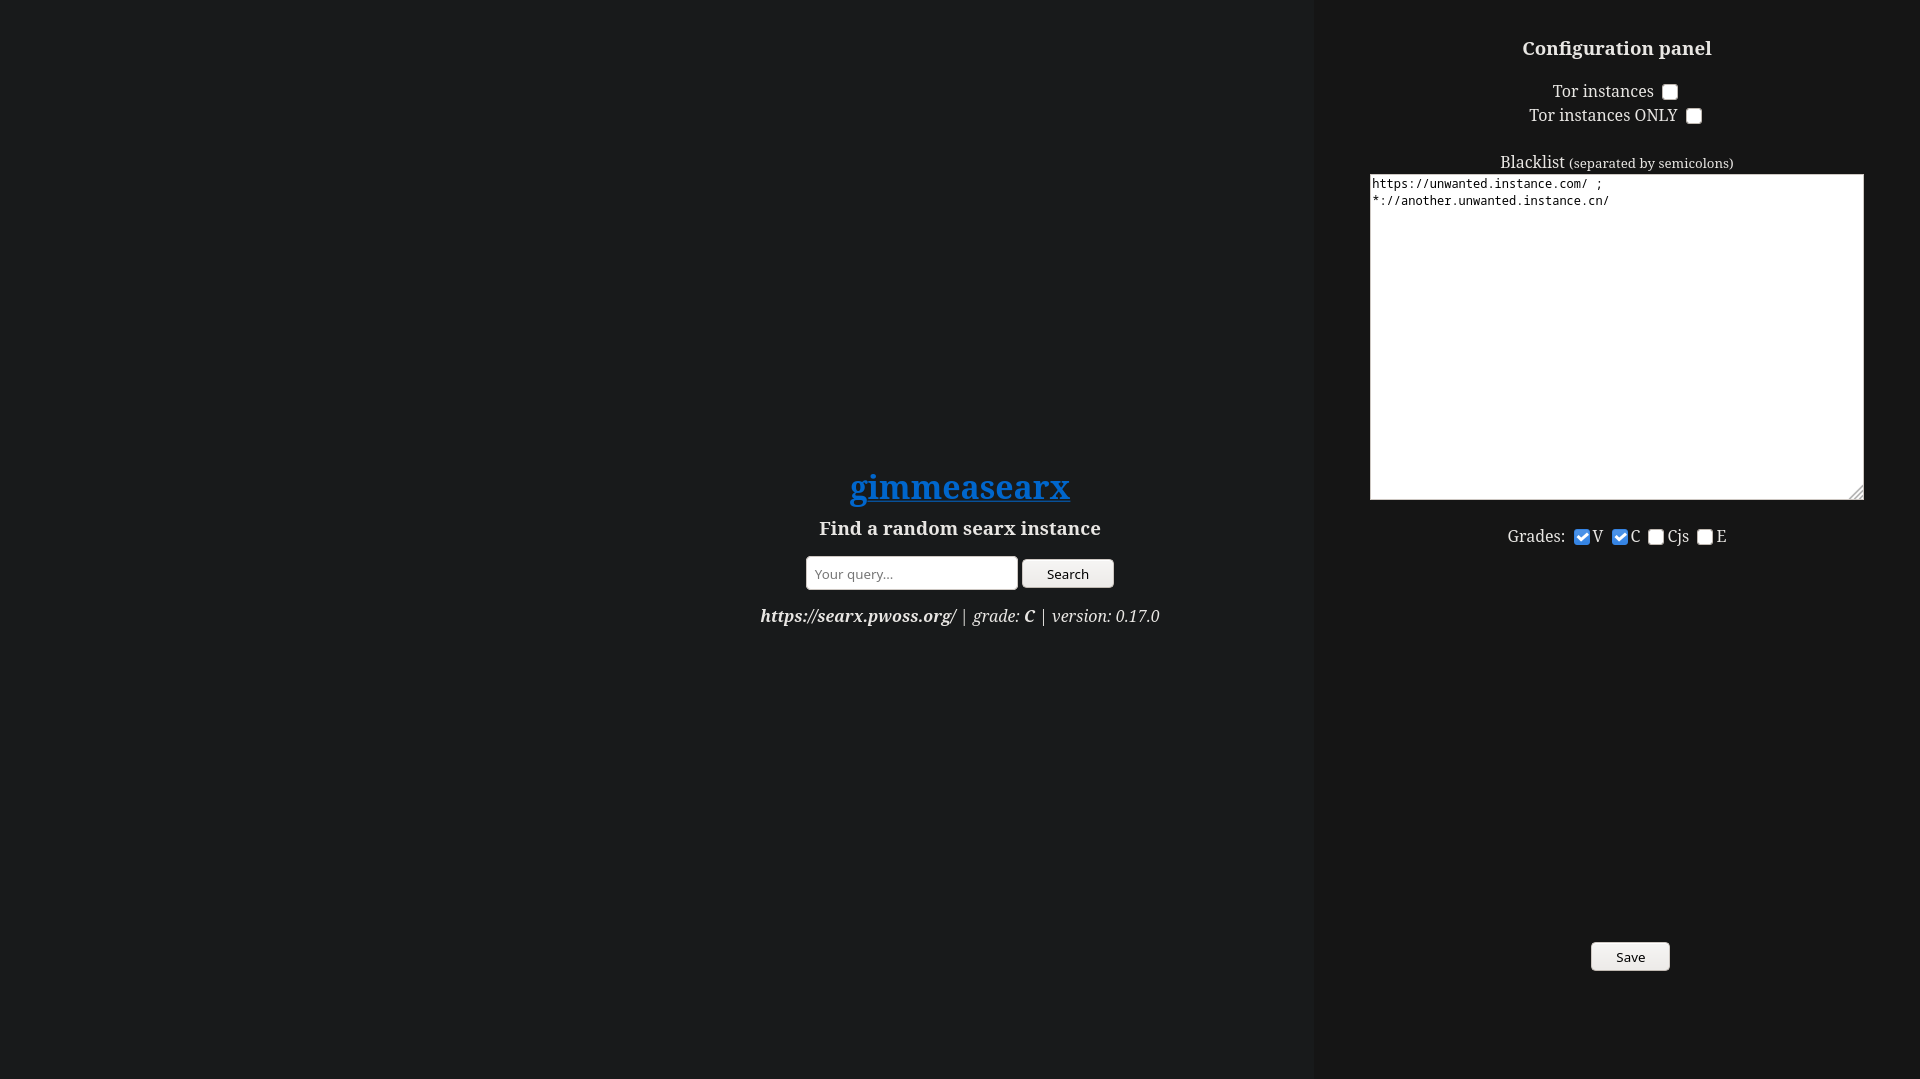 Configuration panel
Tor instances
Tor instances ONLY
Blacklist (separated by semicolons)
https://unwanted.instance.com/ ;
*://another.unwanted.instance.cn/
gimmeasearx
Find a random searx instance
Your query...
Search
https://searx.pwoss.org/ | grade: C | version: 0.17.0
Grades: V C Cjs E
Save